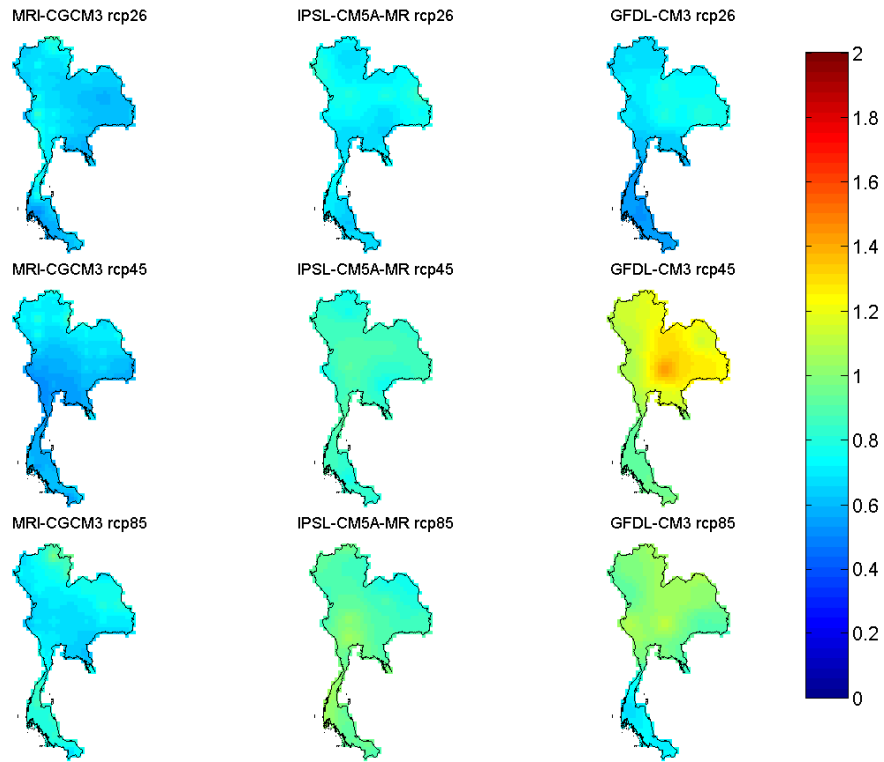 MRI-CGCM3 rcp26
IPSL-CM5A-MR rcp26
GFDL-CM3 rcp26
MRI-CGCM3 rcp45
IPSL-CM5A-MR rcp45
GFDL-CM3 rcp45
MRI-CGCM3 rcp85
IPSL-CM5A-MR rcp85
GFDL-CM3 rcp85
2
1.8
1.6
1.4
1.2
1
0.8
0.6
0.4
0.2
0